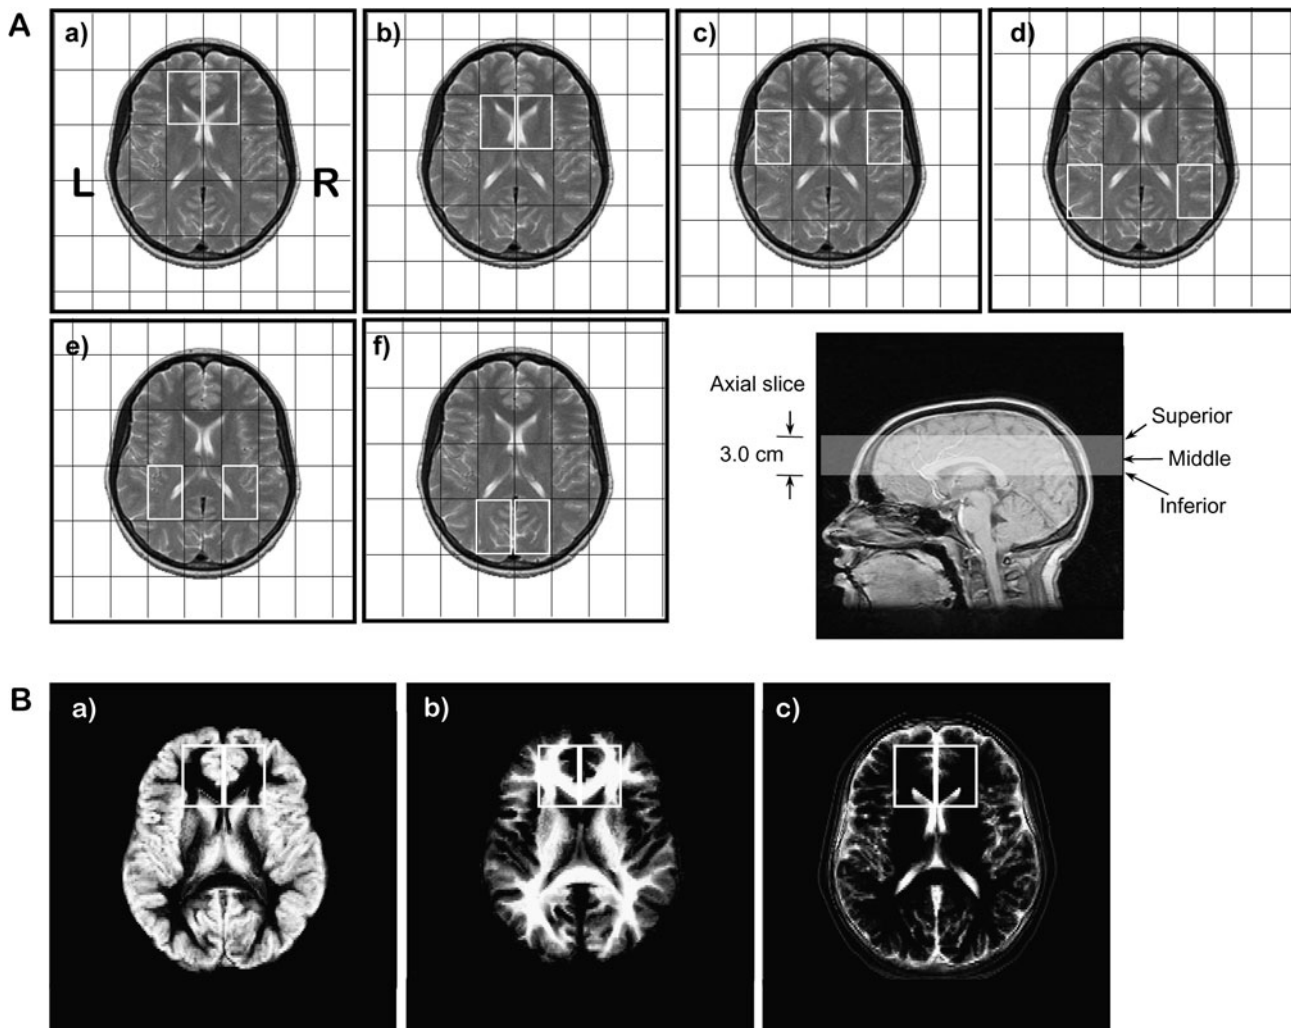 A
a)
b)
c)
d)
L
R
e)
f)
Axial slice
3.0 cm
Superior
Middle
Inferior
B
a)
b)
c)